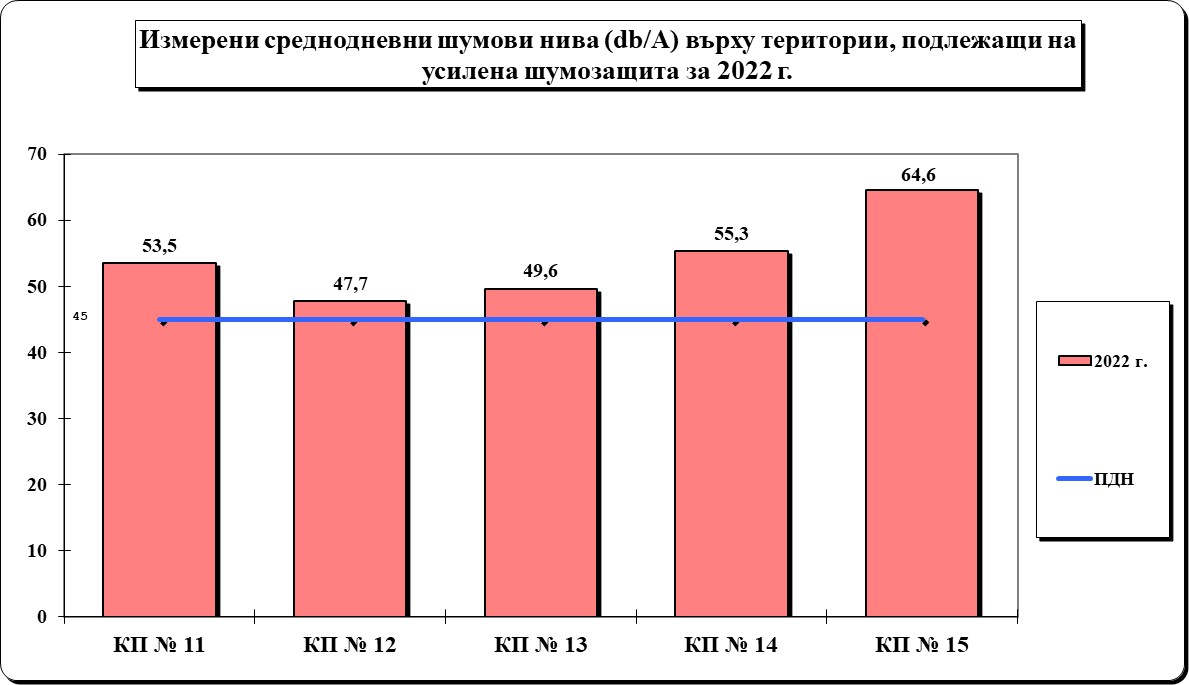 Измерени среднодневни шумови нива (db/A) върху територии, подлежащи на
усилена шумозащита за 2022 г.
70
60
50
45
40
30
20
10
0
53,5
47,7
49,6
55,3
64,6
КП № 11
КП № 12
КП № 13
КП № 14
КП № 15
2022 г.
ПДН